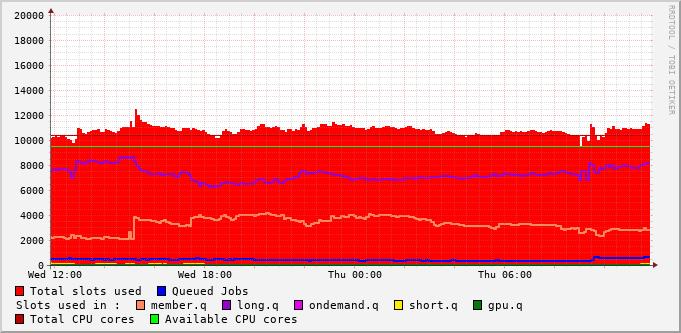 20000
18000
16000
14000
12000
10000
8000
6000
4000
2000
0
Wed 12:00 Wed 18:00 Thu 00:00 Thu 06:00
Total slots used Queued Jobs
Slots used in : member.q long.q ondemand.q short.q gpu.q
Total CPU cores Available CPU cores
RRDTOOL / TOBI OETIKER